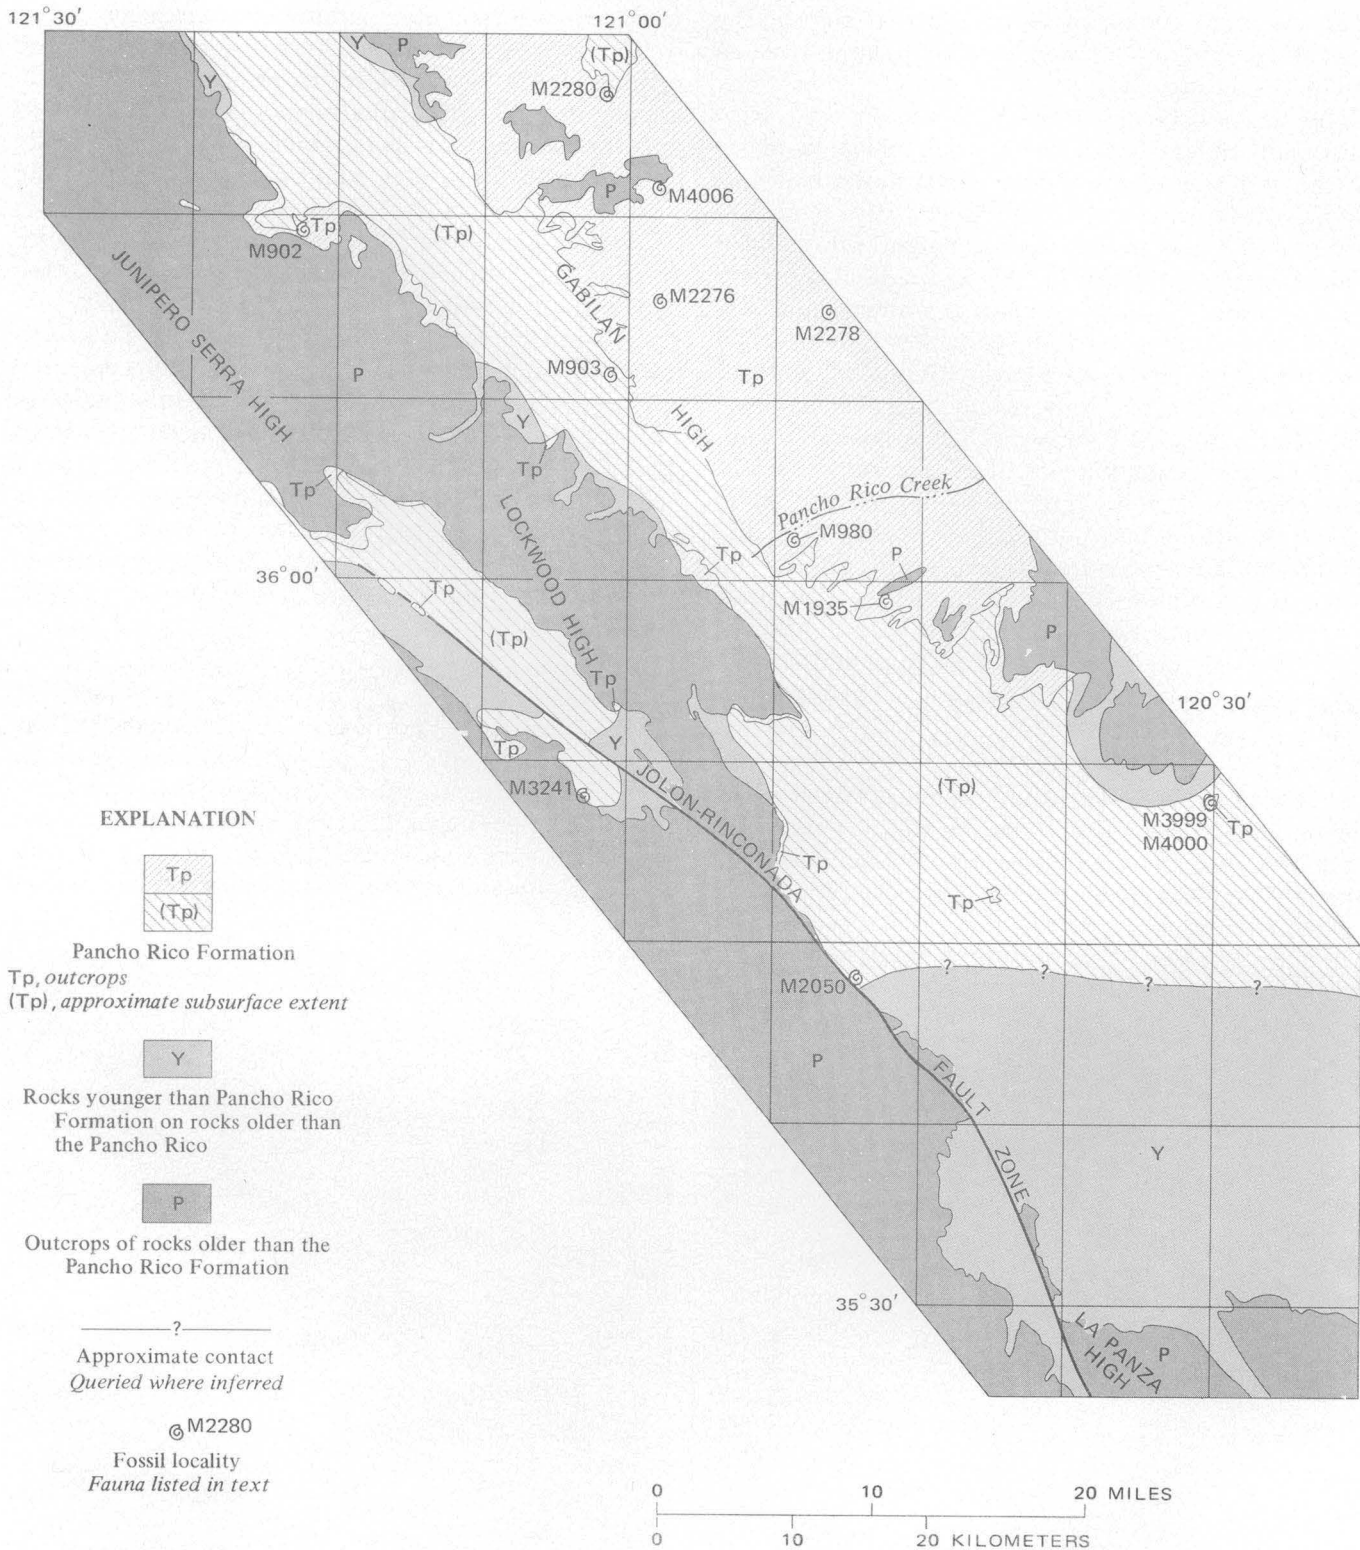 121°30′
121°00′
Y
P
(Tp)
M2280
Y
P
M4006
Tp
M902
(Tp)
JUNIPERO SERRA HIGH
GABILAN HIGH
M2276
M2278
M903
P
Tp
Y
Tp
Tp
LOCKWOOD HIGH
Pancho Rico Creek
M980
Tp
P
36°00′
Tp
M1935
(Tp)
P
Tp
120°30′
Tp
Y
M3241
JOLON-RINCONADA FAULT ZONE
(Tp)
M3999
M4000
Tp
Tp
Tp
M2050
? ? ? ?
P
Y
35°30′
LA PANZA
HIGH
P
EXPLANATION
Tp
(Tp)
Pancho Rico Formation
Tp, outcrops
(Tp), approximate subsurface extent
Y
Rocks younger than Pancho Rico
Formation on rocks older than
the Pancho Rico
P
Outcrops of rocks older than the
Pancho Rico Formation
?
Approximate contact
Queried where inferred
M2280
Fossil locality
Fauna listed in text
0 10 20 MILES
0 10 20 KILOMETERS